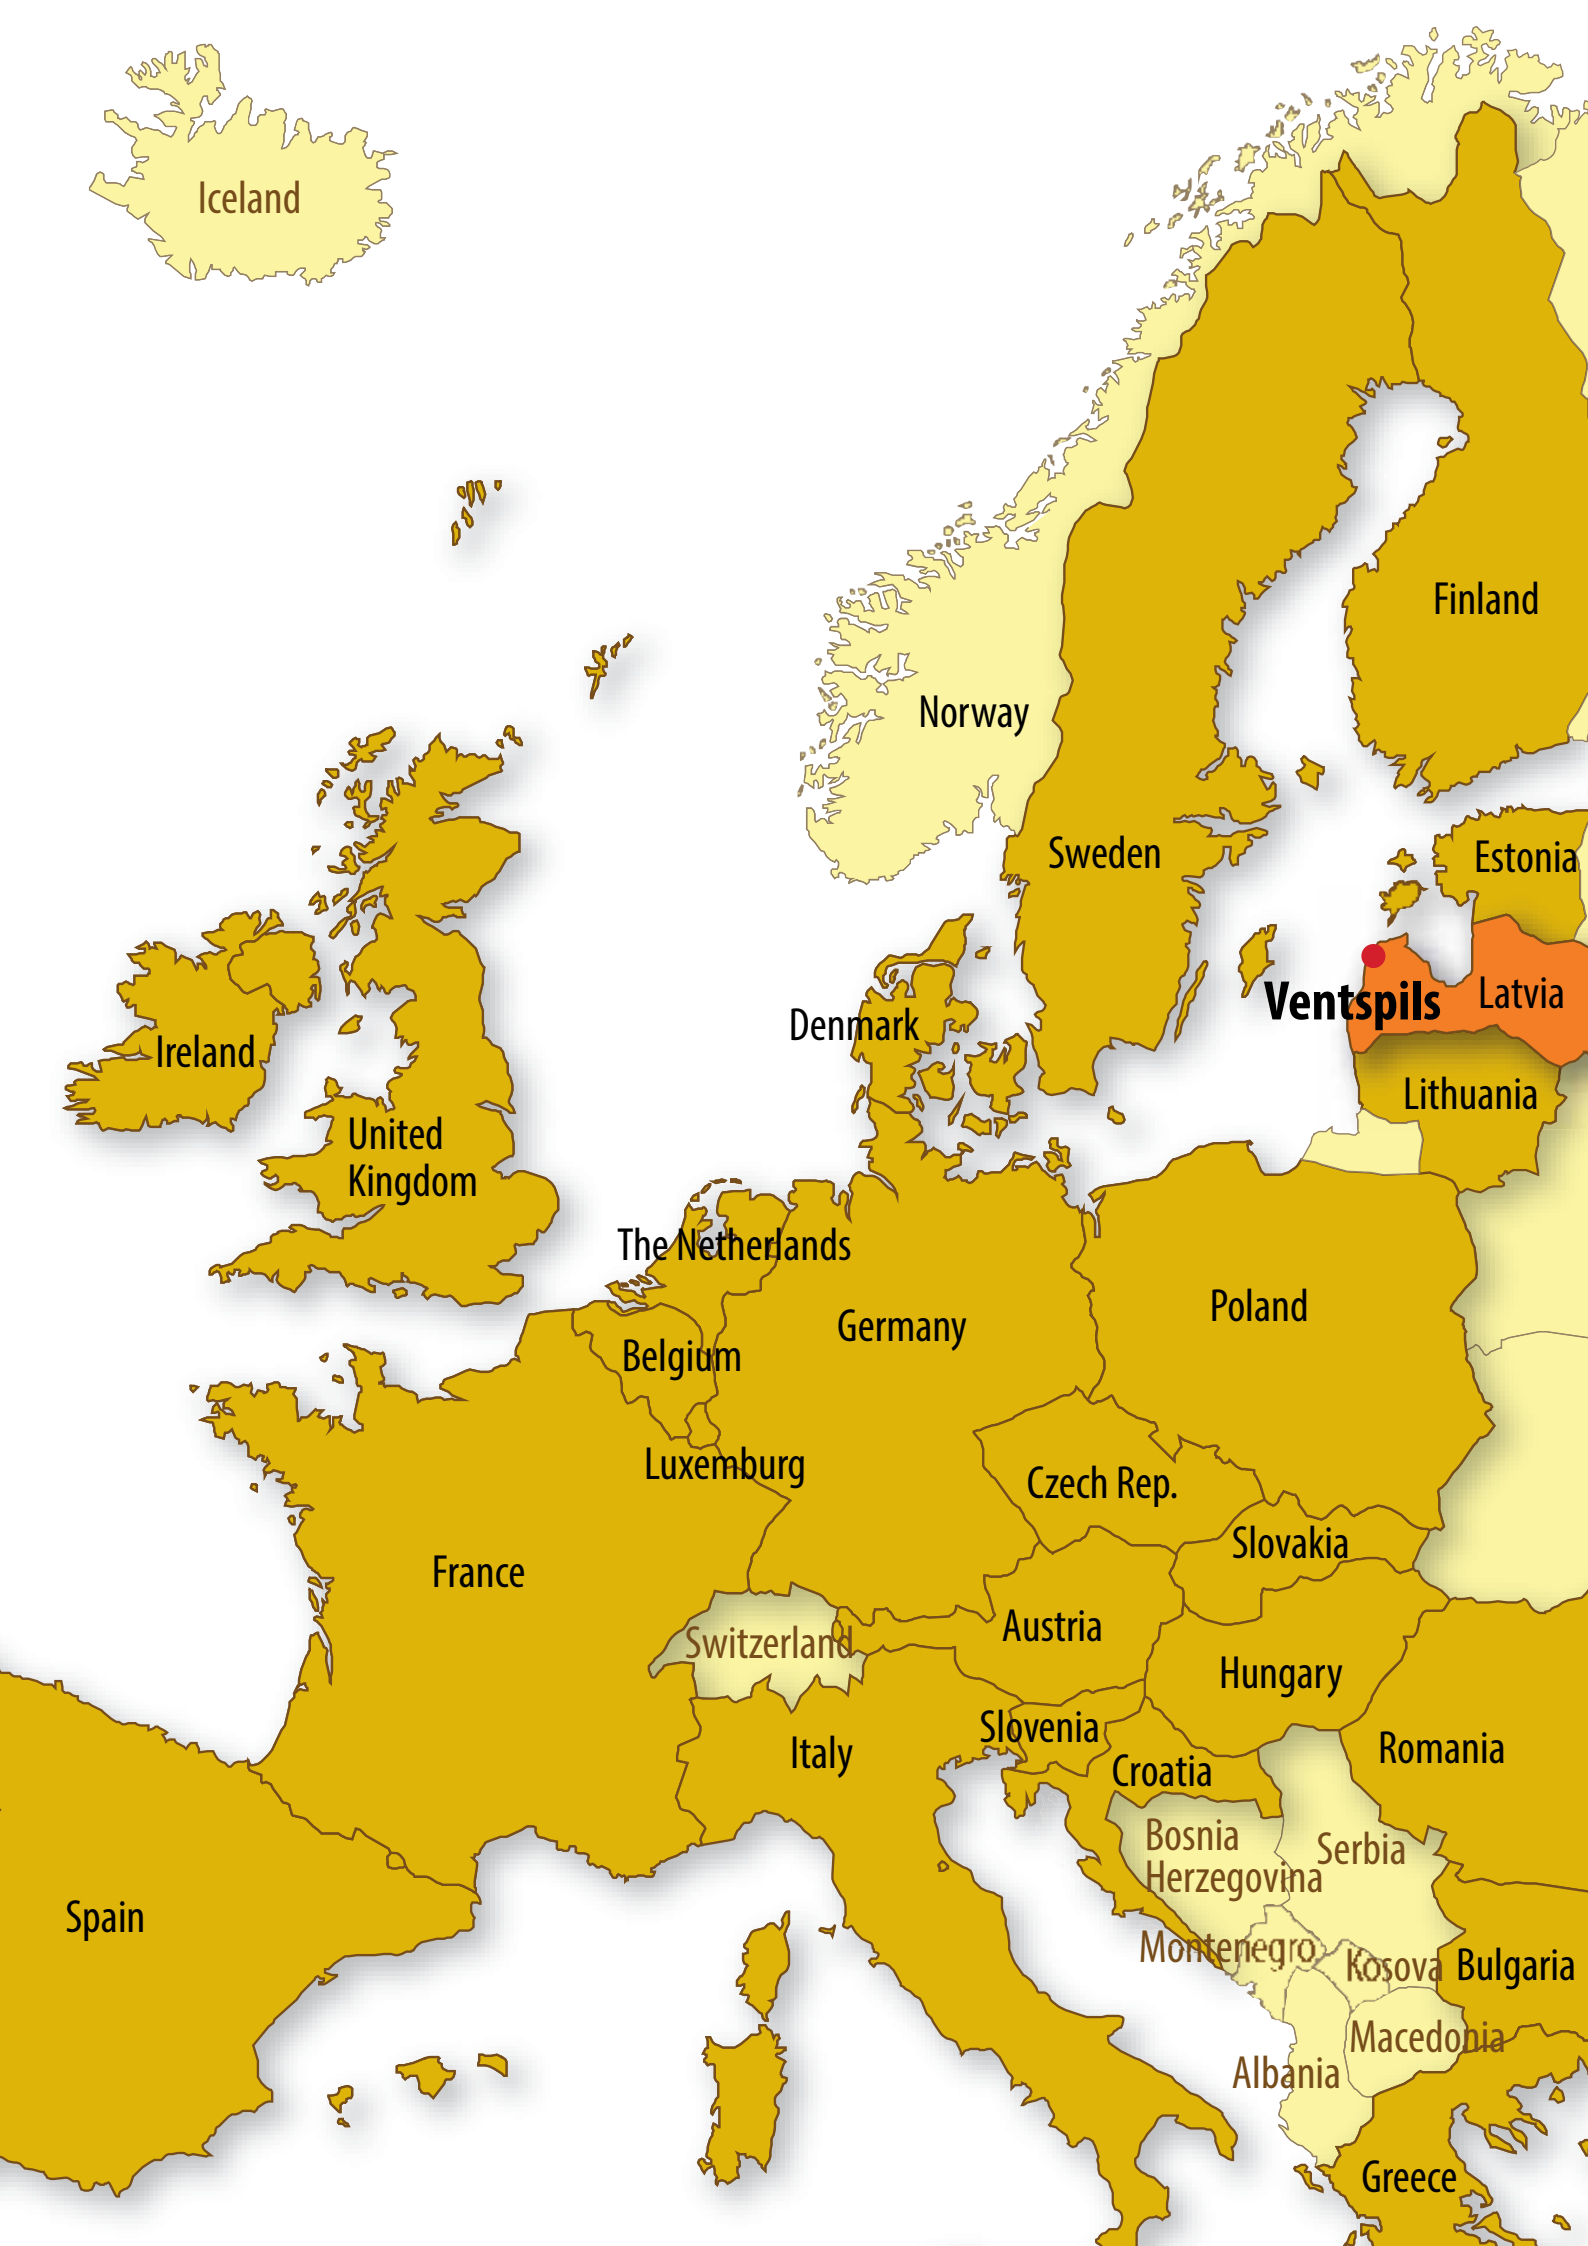 Iceland
Finland
Norway
Sweden
Estonia
Ventspils
Latvia
Denmark
Ireland
Lithuania
United
Kingdom
The Netherlands
Poland
Germany
Belgium
Luxemburg
Czech Rep.
Slovakia
France
Austria
Switzerland
Hungary
Slovenia
Romania
Italy
Croatia
Bosnia
Herzegovina
Serbia
Spain
Montenegro
Kosova
Bulgaria
Macedonia
Albania
Greece